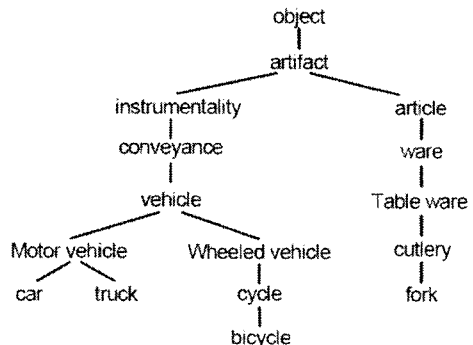 object
artifact
instrumentality article
conveyance ware
vehicle Table ware
Motor vehicle Wheeled vehicle cutlery
car truck cycle fork
bicycle